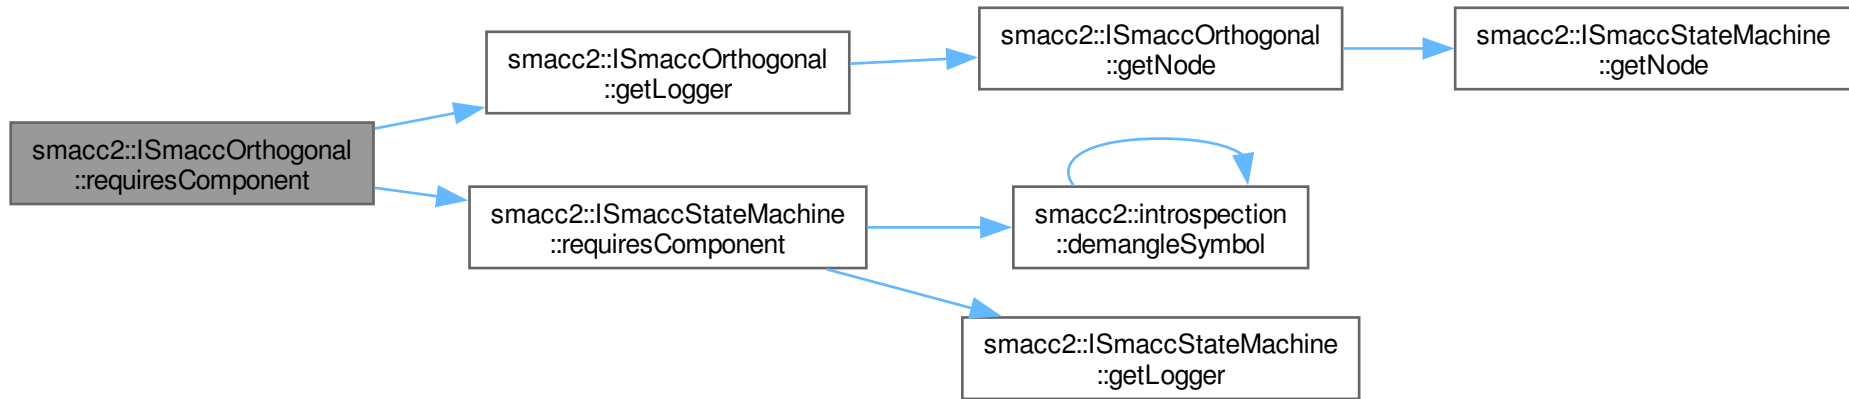 smacc2::ISmaccOrthogonal
::requiresComponent
smacc2::ISmaccOrthogonal
::getLogger
smacc2::ISmaccOrthogonal
::getNode
smacc2::ISmaccStateMachine
::getNode
smacc2::ISmaccStateMachine
::requiresComponent
smacc2::introspection
::demangleSymbol
smacc2::ISmaccStateMachine
::getLogger